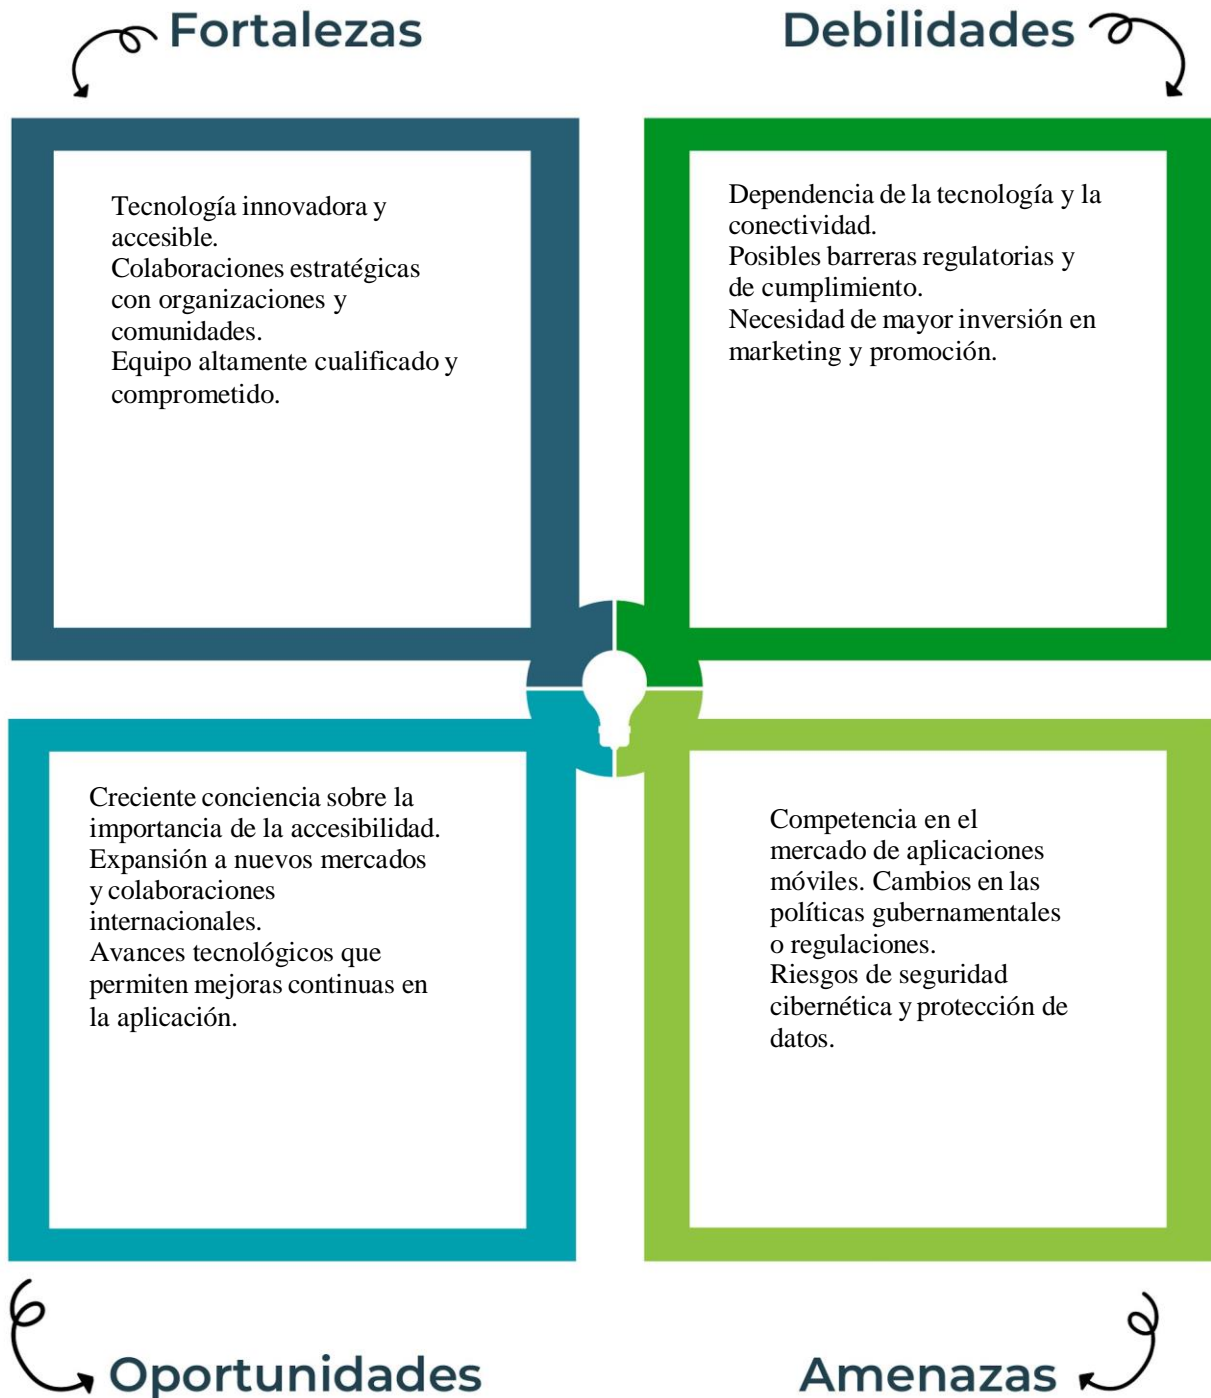 Fortalezas
Tecnología innovadora y
accesible.
Colaboraciones estratégicas
con organizaciones y
comunidades.
Equipo altamente cualificado y
comprometido.
Debilidades
Dependencia de la tecnología y la
conectividad.
Posibles barreras regulatorias y
de cumplimiento.
Necesidad de mayor inversión en
marketing y promoción.
Creciente conciencia sobre la
importancia de la accesibilidad.
Expansión a nuevos mercados
y colaboraciones
internacionales.
Avances tecnológicos que
permiten mejoras continuas en
la aplicación.
Oportunidades
Competencia en el
mercado de aplicaciones
móviles. Cambios en las
políticas gubernamentales
o regulaciones.
Riesgos de seguridad
cibernética y protección de
datos.
Amenazas